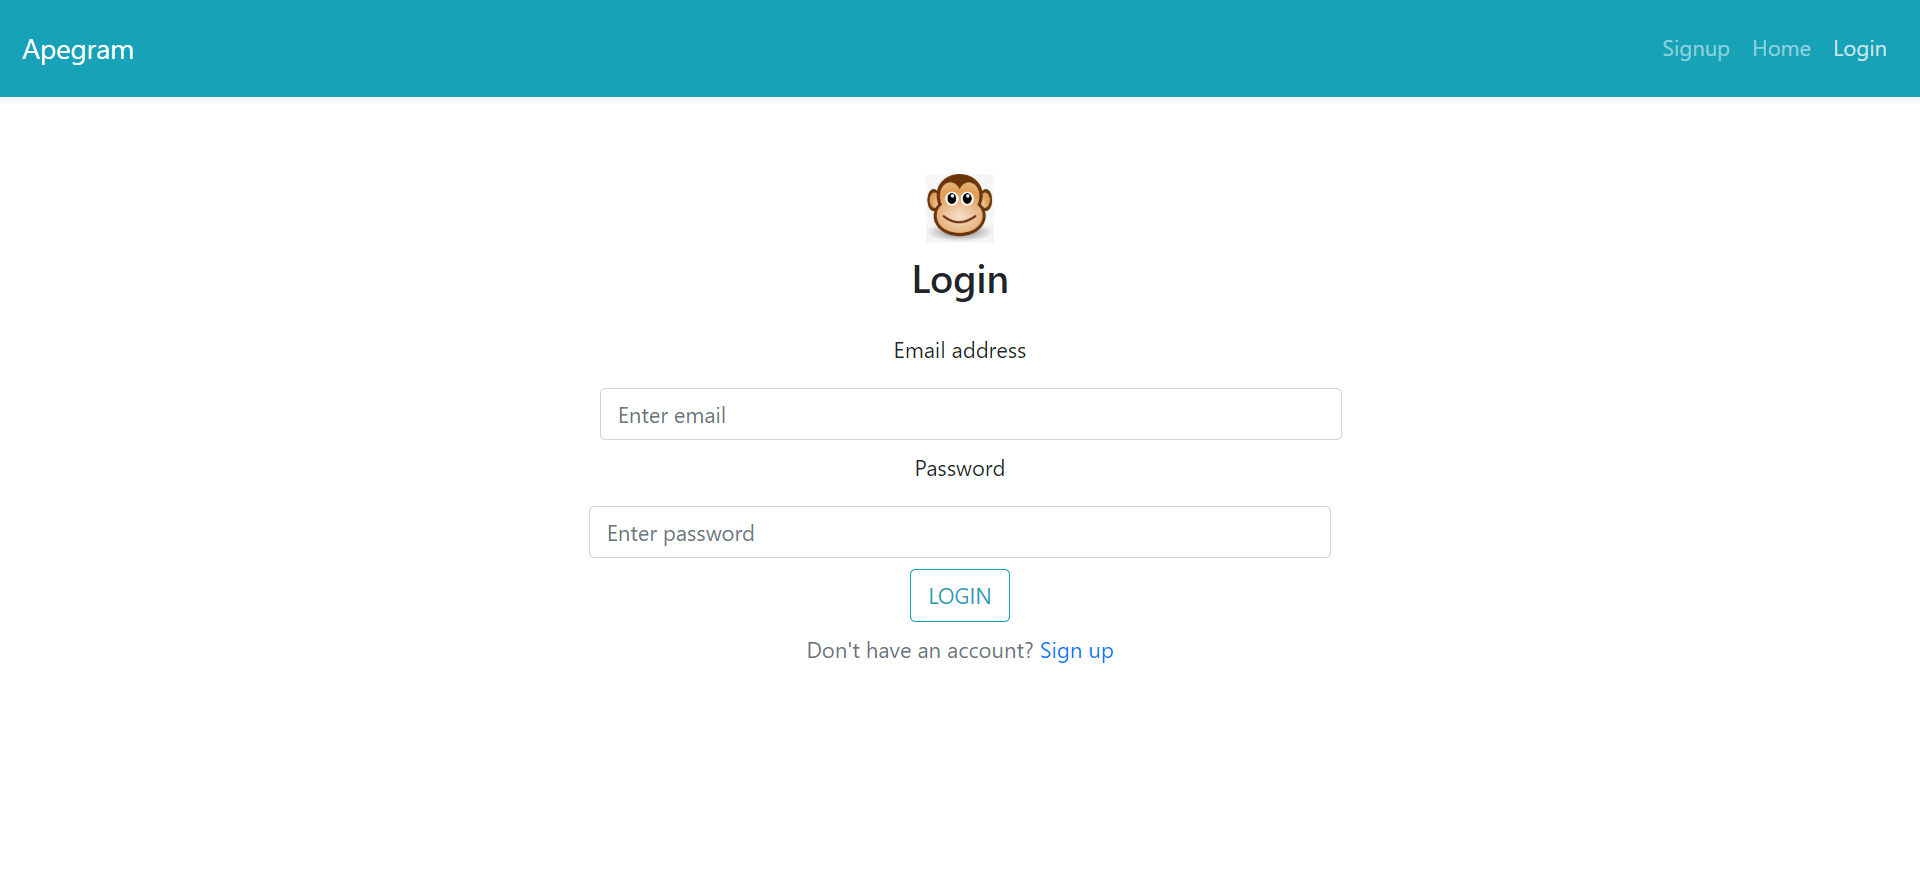 Apegram
Signup Home Login
Login
Email address
Enter email
Password
Enter password
LOGIN
Don't have an account? Sign up